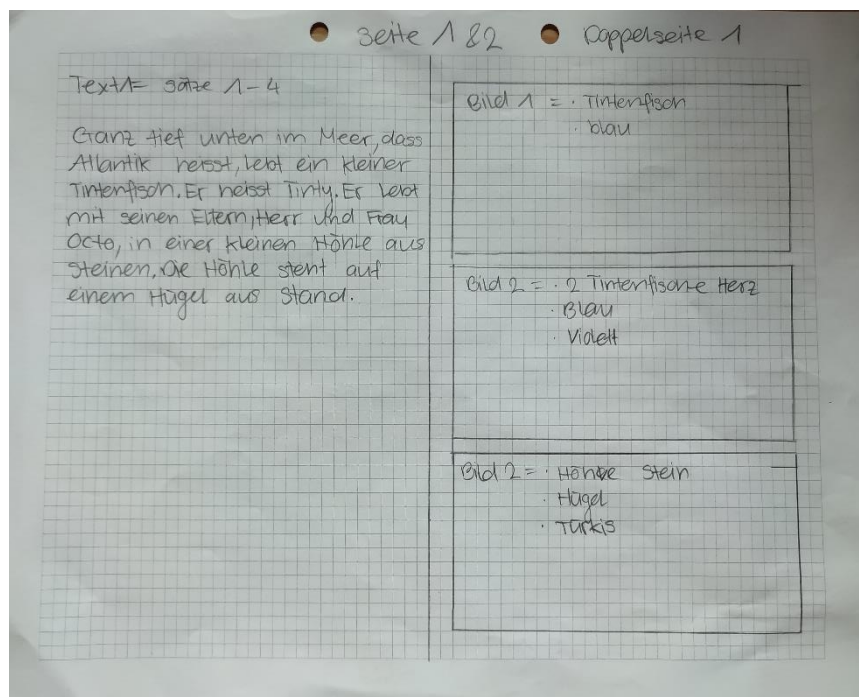 Seite 1 & 2
Doppelseite 1
Text 1 = Sätze 1-4
Ganz tief unten im Meer, dass
Atlantik heisst, lebt ein kleiner
Tintenfisch. Er heisst Tinty. Er lebt
mit seinen Eltern, Herr und Frau
Octo, in einer kleinen Höhle aus
Steinen. Die Höhle steht auf
einem Hügel aus Stand.
Bild 1 = · Tintenfisch
· blau
Bild 2 = · 2 Tintenfische Herz
· Blau
· Violett
Bild 2 = · Höhle Stein
· Hügel
· Türkis